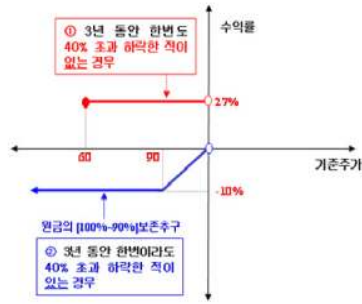 수익률
① 3년 동안 한번도
40% 초과 하락한 적이
있는 경우
27%
60
90
기준주가
-10%
원금의 [100%~90%]보존추구
② 3년 동안 한번이라도
40% 초과 하락한 적이
있는 경우